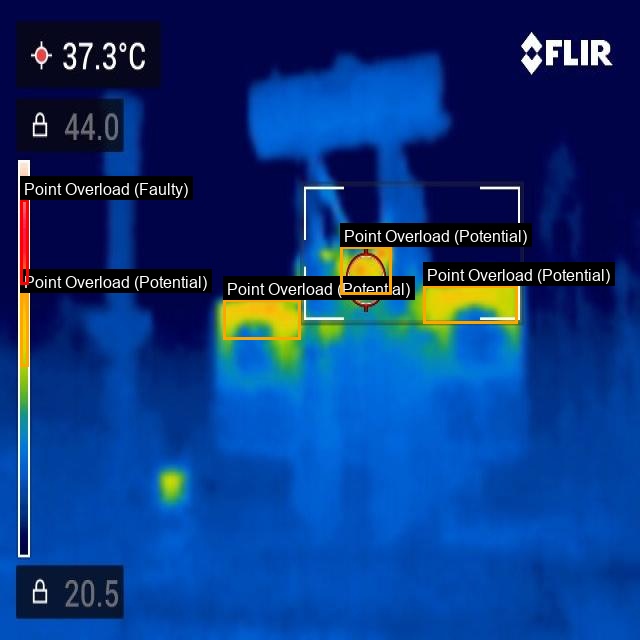 37.3°C
FLIR
44.0
Point Overload (Faulty)
Point Overload (Potential)
Point Overload (Potential)
Point Overload (Potential)
Point Overload (Potential)
20.5